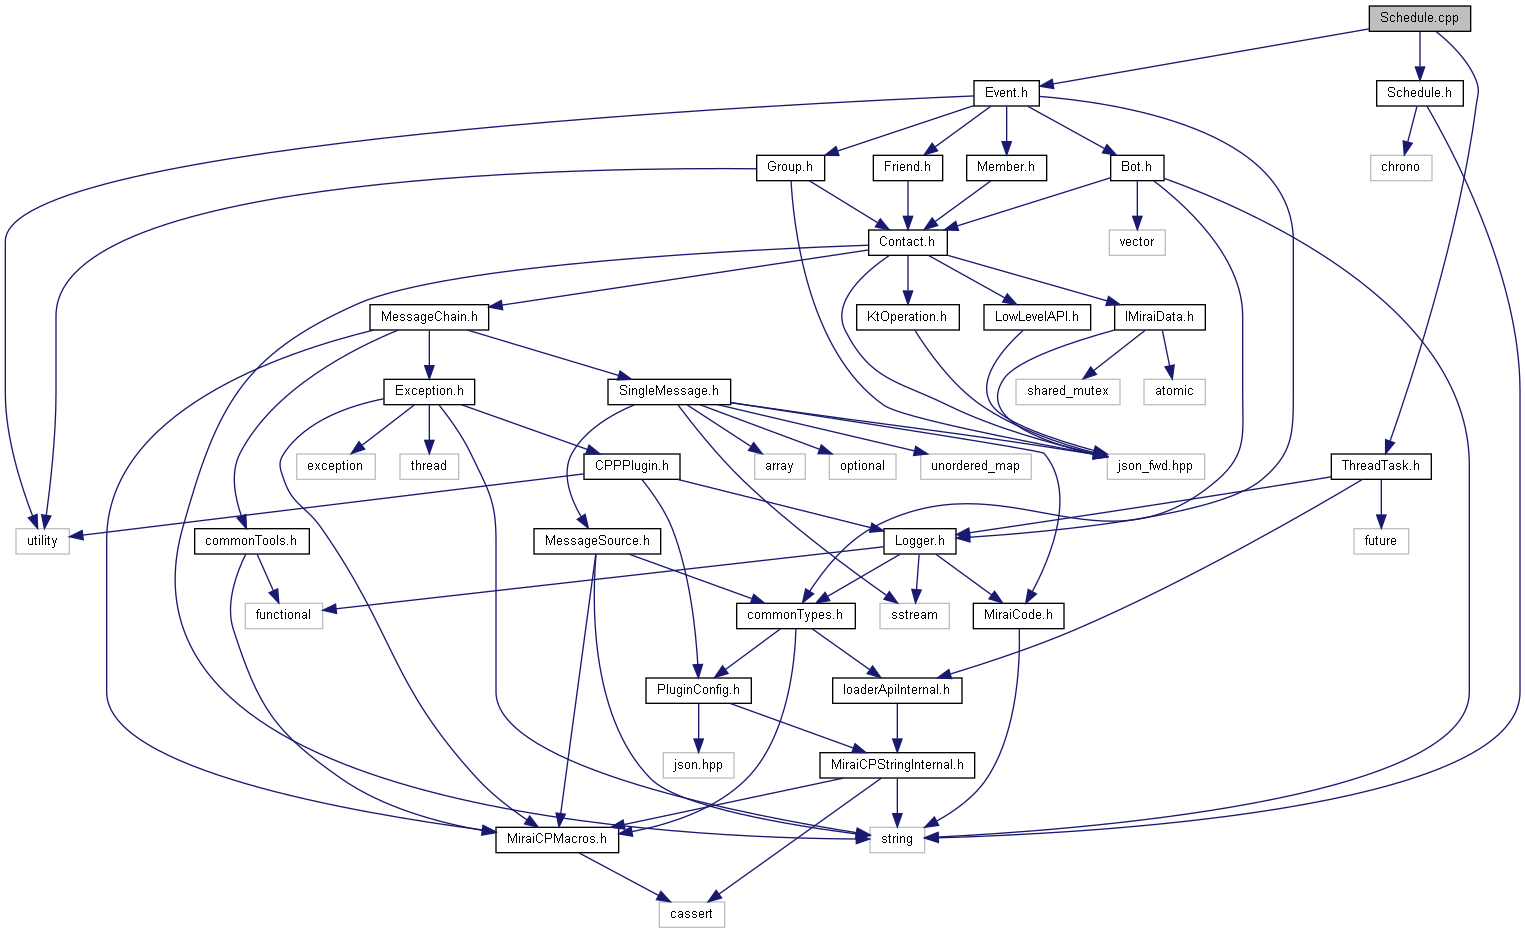 Schedule.cpp
Event.h
Schedule.h
Group.h
Friend.h
Member.h
Bot.h
chrono
Contact.h
vector
MessageChain.h
KtOperation.h
LowLevelAPI.h
IMiraiData.h
Exception.h
SingleMessage.h
shared_mutex
atomic
exception
thread
CPPPlugin.h
array
optional
unordered_map
json_fwd.hpp
ThreadTask.h
utility
commonTools.h
MessageSource.h
Logger.h
future
functional
commonTypes.h
sstream
MiraiCode.h
PluginConfig.h
loaderApiInternal.h
json.hpp
MiraiCPStringInternal.h
MiraiCPMacros.h
string
cassert